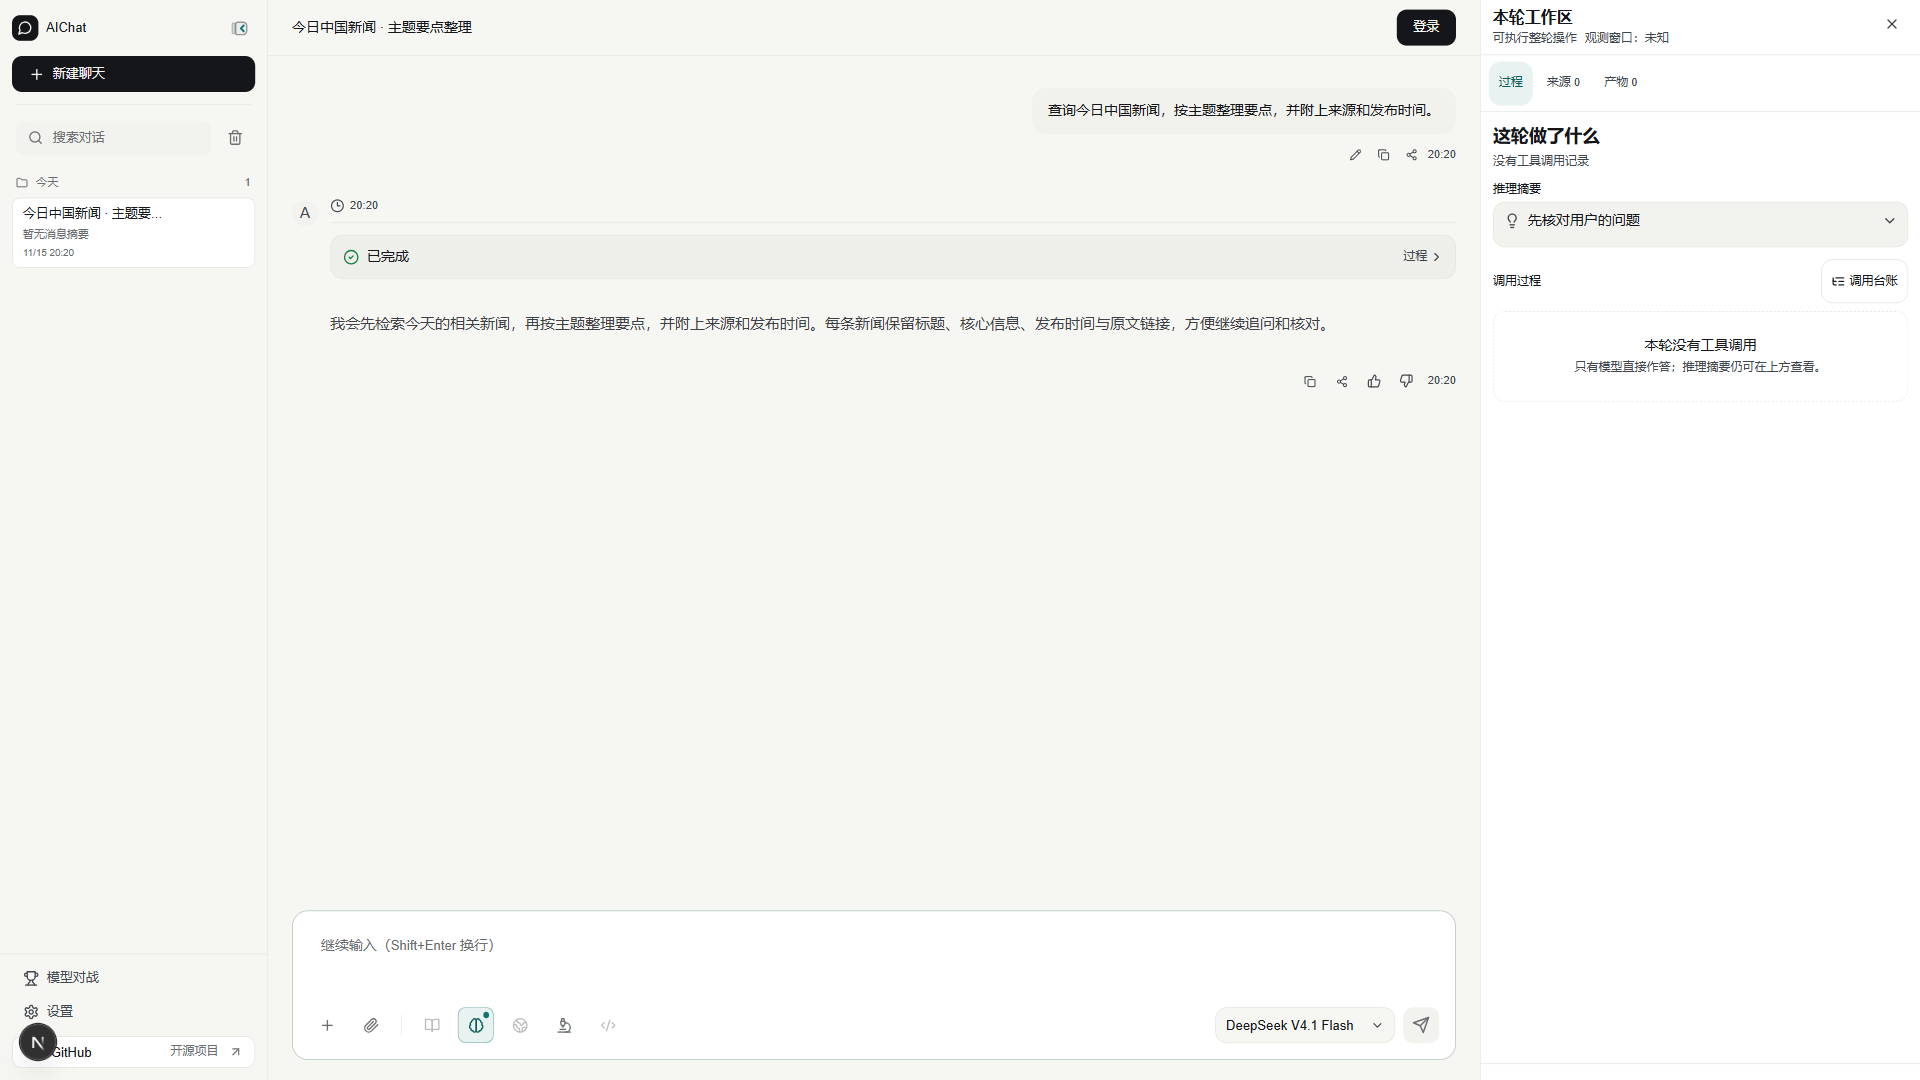 AIChat
新建聊天
搜索对话
今天 1
今日中国新闻 · 主题要...
暂无消息摘要
11/15 20:20
模型对战
设置
N
GitHub 开源项目
今日中国新闻 · 主题要点整理
登录
查询今日中国新闻，按主题整理要点，并附上来源和发布时间。
20:20
A
20:20
已完成 过程
我会先检索今天的相关新闻，再按主题整理要点，并附上来源和发布时间。每条新闻保留标题、核心信息、发布时间与原文链接，方便继续追问和核对。
20:20
继续输入（Shift+Enter 换行）
DeepSeek V4.1 Flash
本轮工作区
可执行整轮操作 观测窗口：未知
过程 来源 0 产物 0
这轮做了什么
没有工具调用记录
推理摘要
先核对用户的问题
调用过程 调用台账
本轮没有工具调用
只有模型直接作答；推理摘要仍可在上方查看。